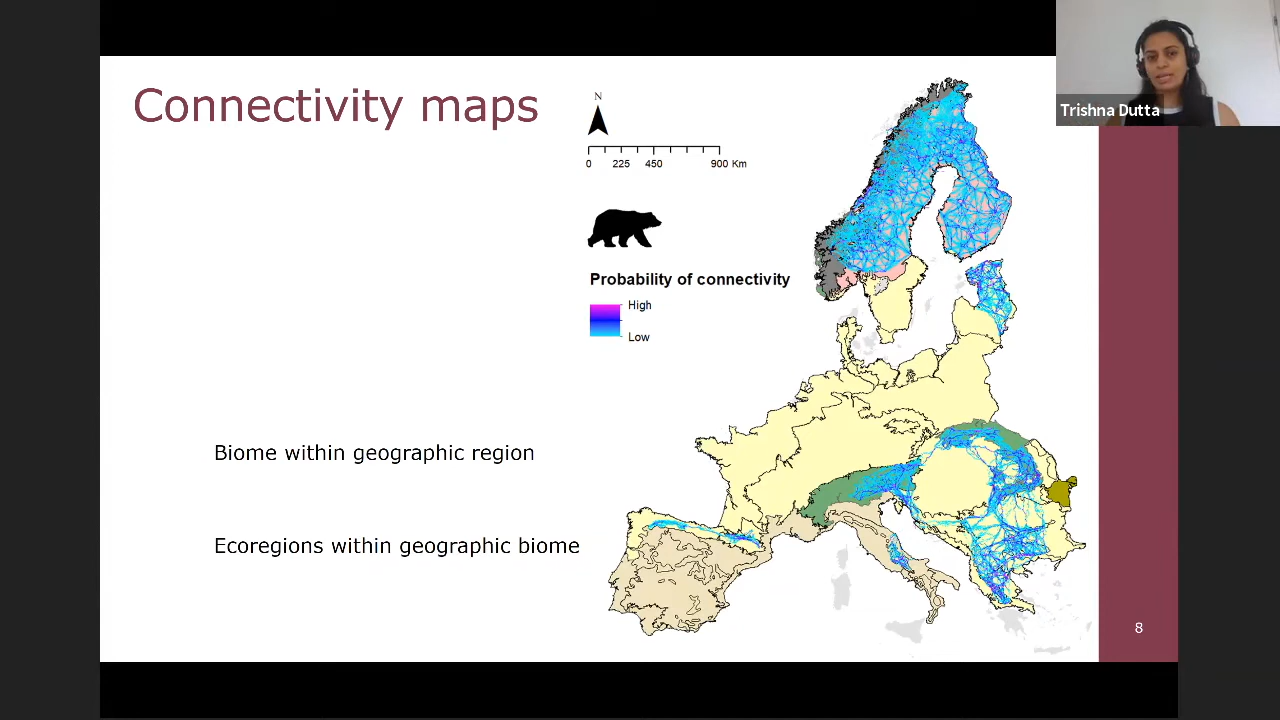 Connectivity maps
N
0 225 450 900 Km
Probability of connectivity
High
Low
Biome within geographic region
Ecoregions within geographic biome
8
Trishna Dutta